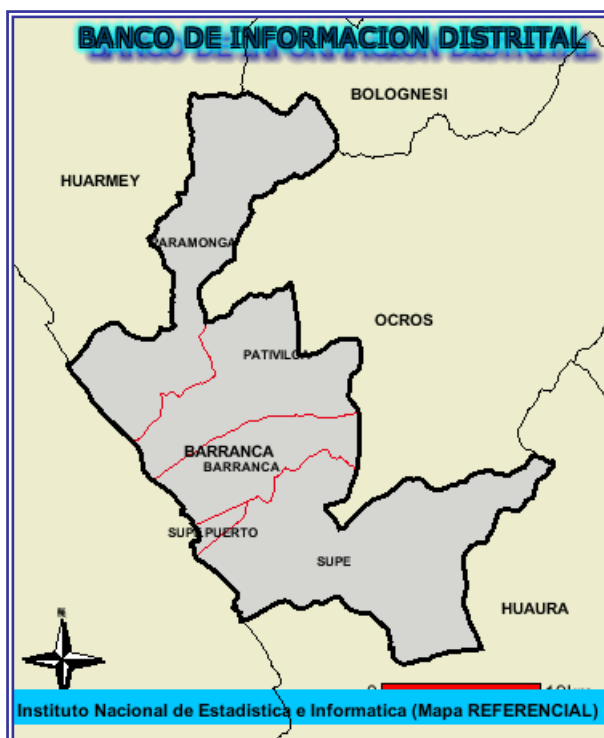 BANCO DE INFORMACION DISTRITAL
BOLOGNESI
HUARMEY
PARAMONGA
OCROS
PATIVILCA
BARRANCA
BARRANCA
SUPE PUERTO
SUPE
HUAURA
N
Instituto Nacional de Estadistica e Informatica (Mapa REFERENCIAL)